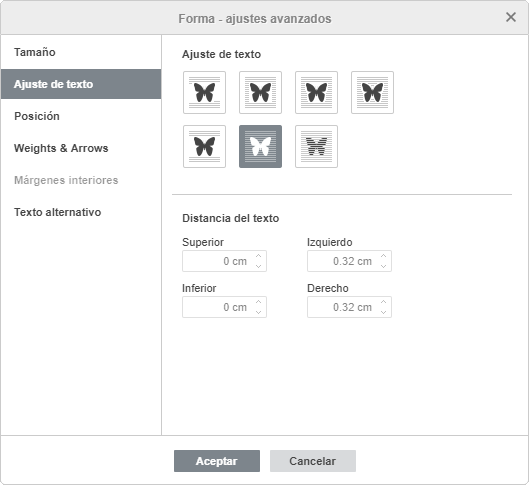 Forma - ajustes avanzados
Tamaño
Ajuste de texto
Posición
Weights & Arrows
Márgenes interiores
Texto alternativo
Ajuste de texto
Distancia del texto
Superior
Izquierdo
0 cm
0.32 cm
Inferior
Derecho
0 cm
0.32 cm
Aceptar
Cancelar